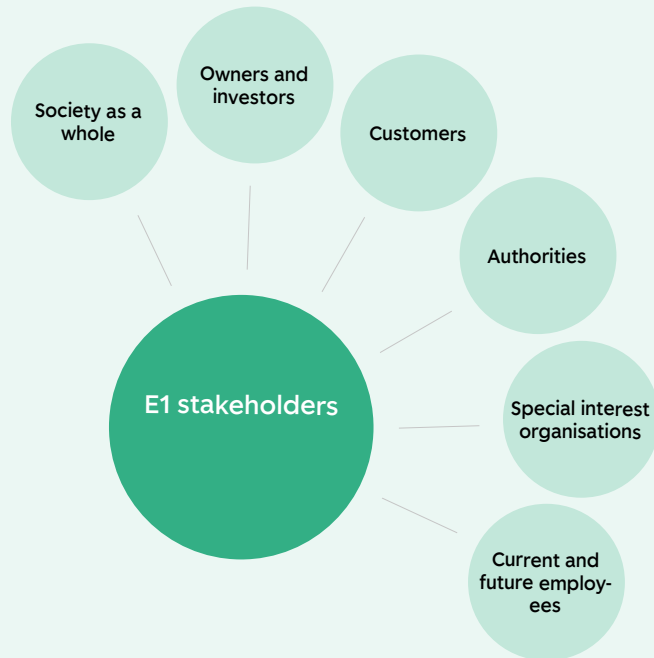 Society as a
whole
Owners and
investors
Customers
Authorities
E1 stakeholders
Special interest
organisations
Current and
future employ-
ees